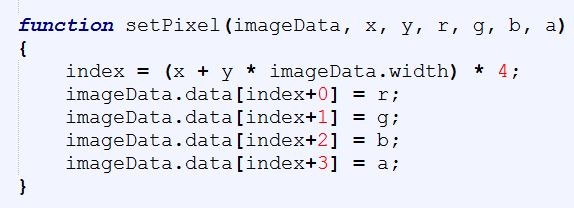 function setPixel(imageData, x, y, r, g, b, a)
{
    index = (x + y * imageData.width) * 4;
    imageData.data[index+0] = r;
    imageData.data[index+1] = g;
    imageData.data[index+2] = b;
    imageData.data[index+3] = a;
}